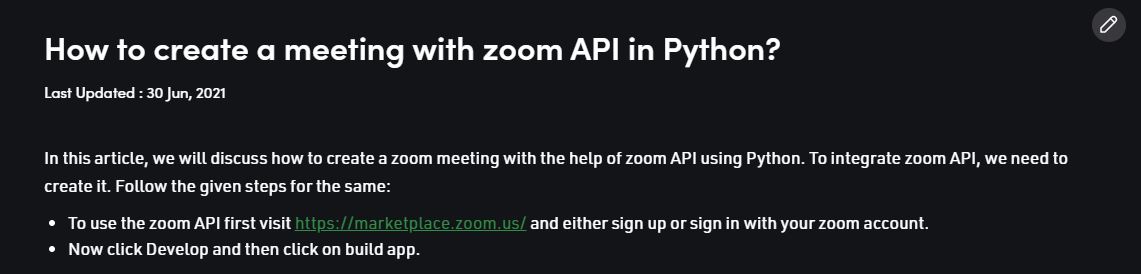 How to create a meeting with zoom API in Python?
Last Updated : 30 Jun, 2021
In this article, we will discuss how to create a zoom meeting with the help of zoom API using Python. To integrate zoom API, we need to
create it. Follow the given steps for the same:
• To use the zoom API first visit https://marketplace.zoom.us/ and either sign up or sign in with your zoom account.
• Now click Develop and then click on build app.